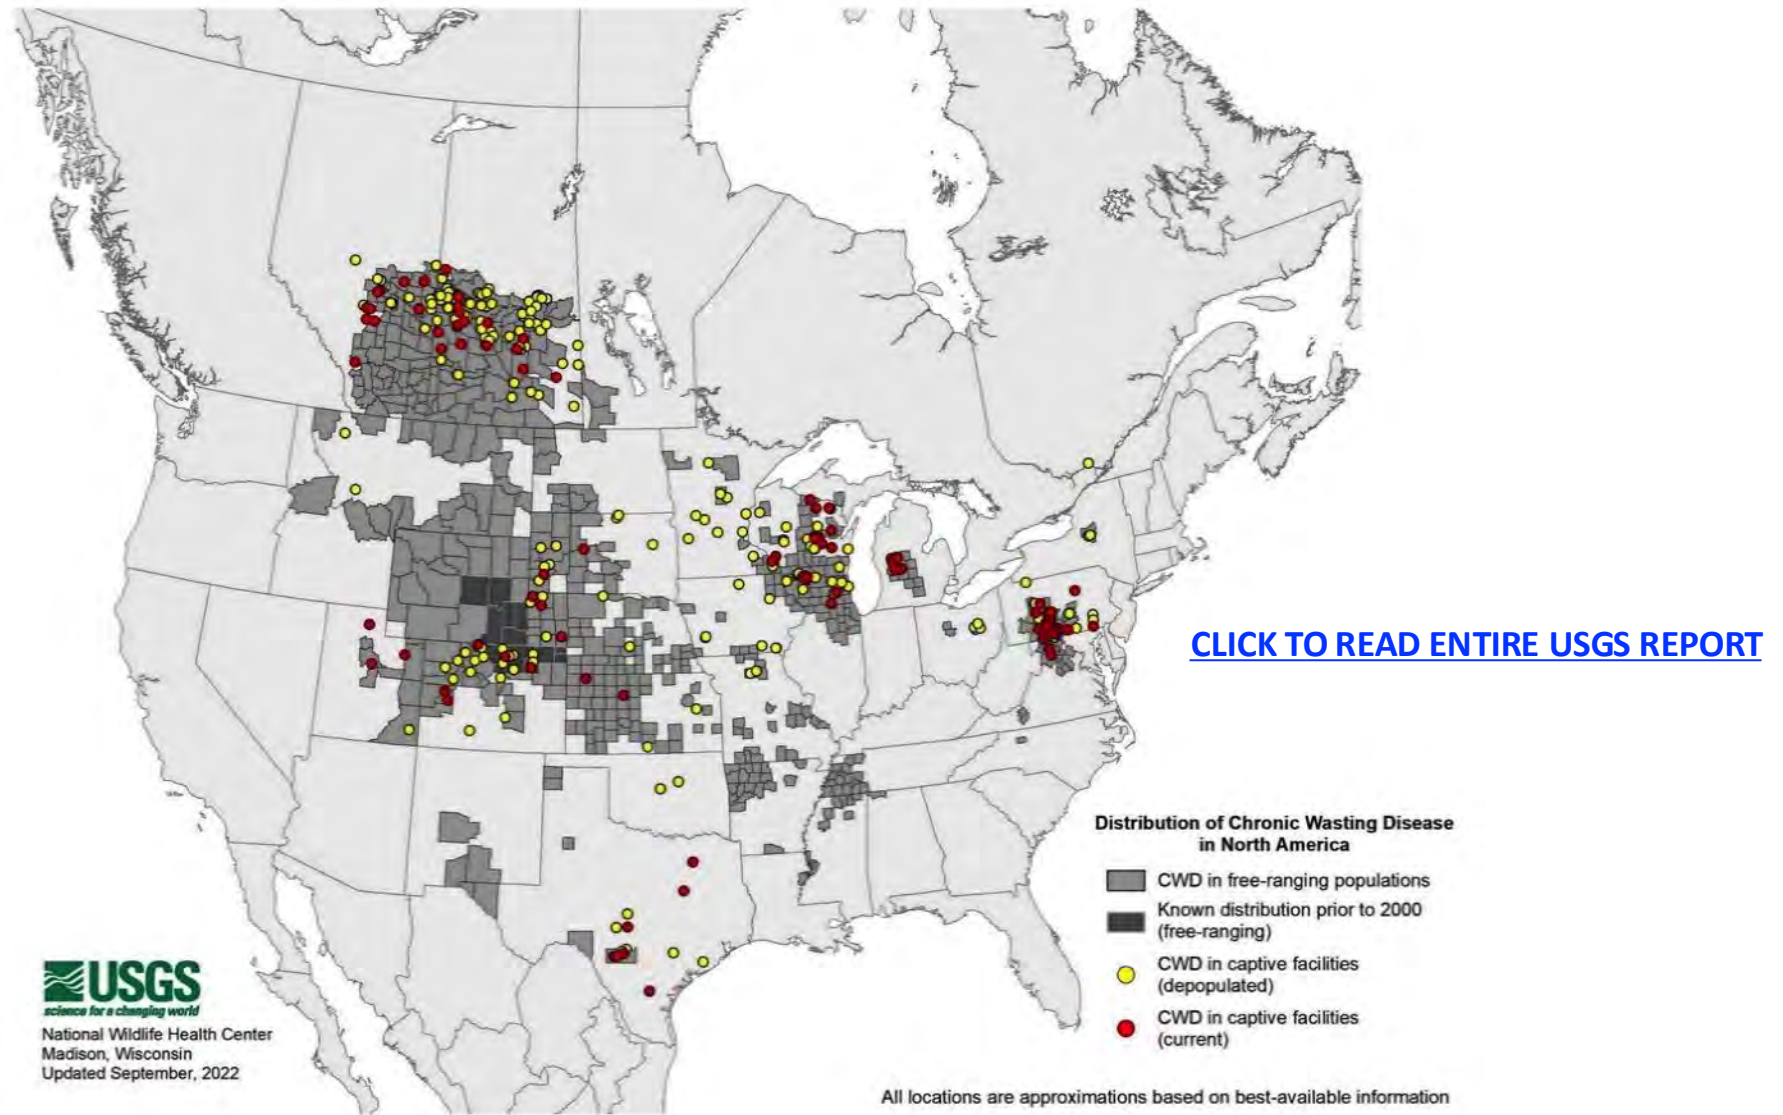 CLICK TO READ ENTIRE USGS REPORT
Distribution of Chronic Wasting Disease
in North America
CWD in free-ranging populations
Known distribution prior to 2000
(free-ranging)
CWD in captive facilities
(depopulated)
CWD in captive facilities
(current)
USGS
science for a changing world
National Wildlife Health Center
Madison, Wisconsin
Updated September, 2022
All locations are approximations based on best-available information